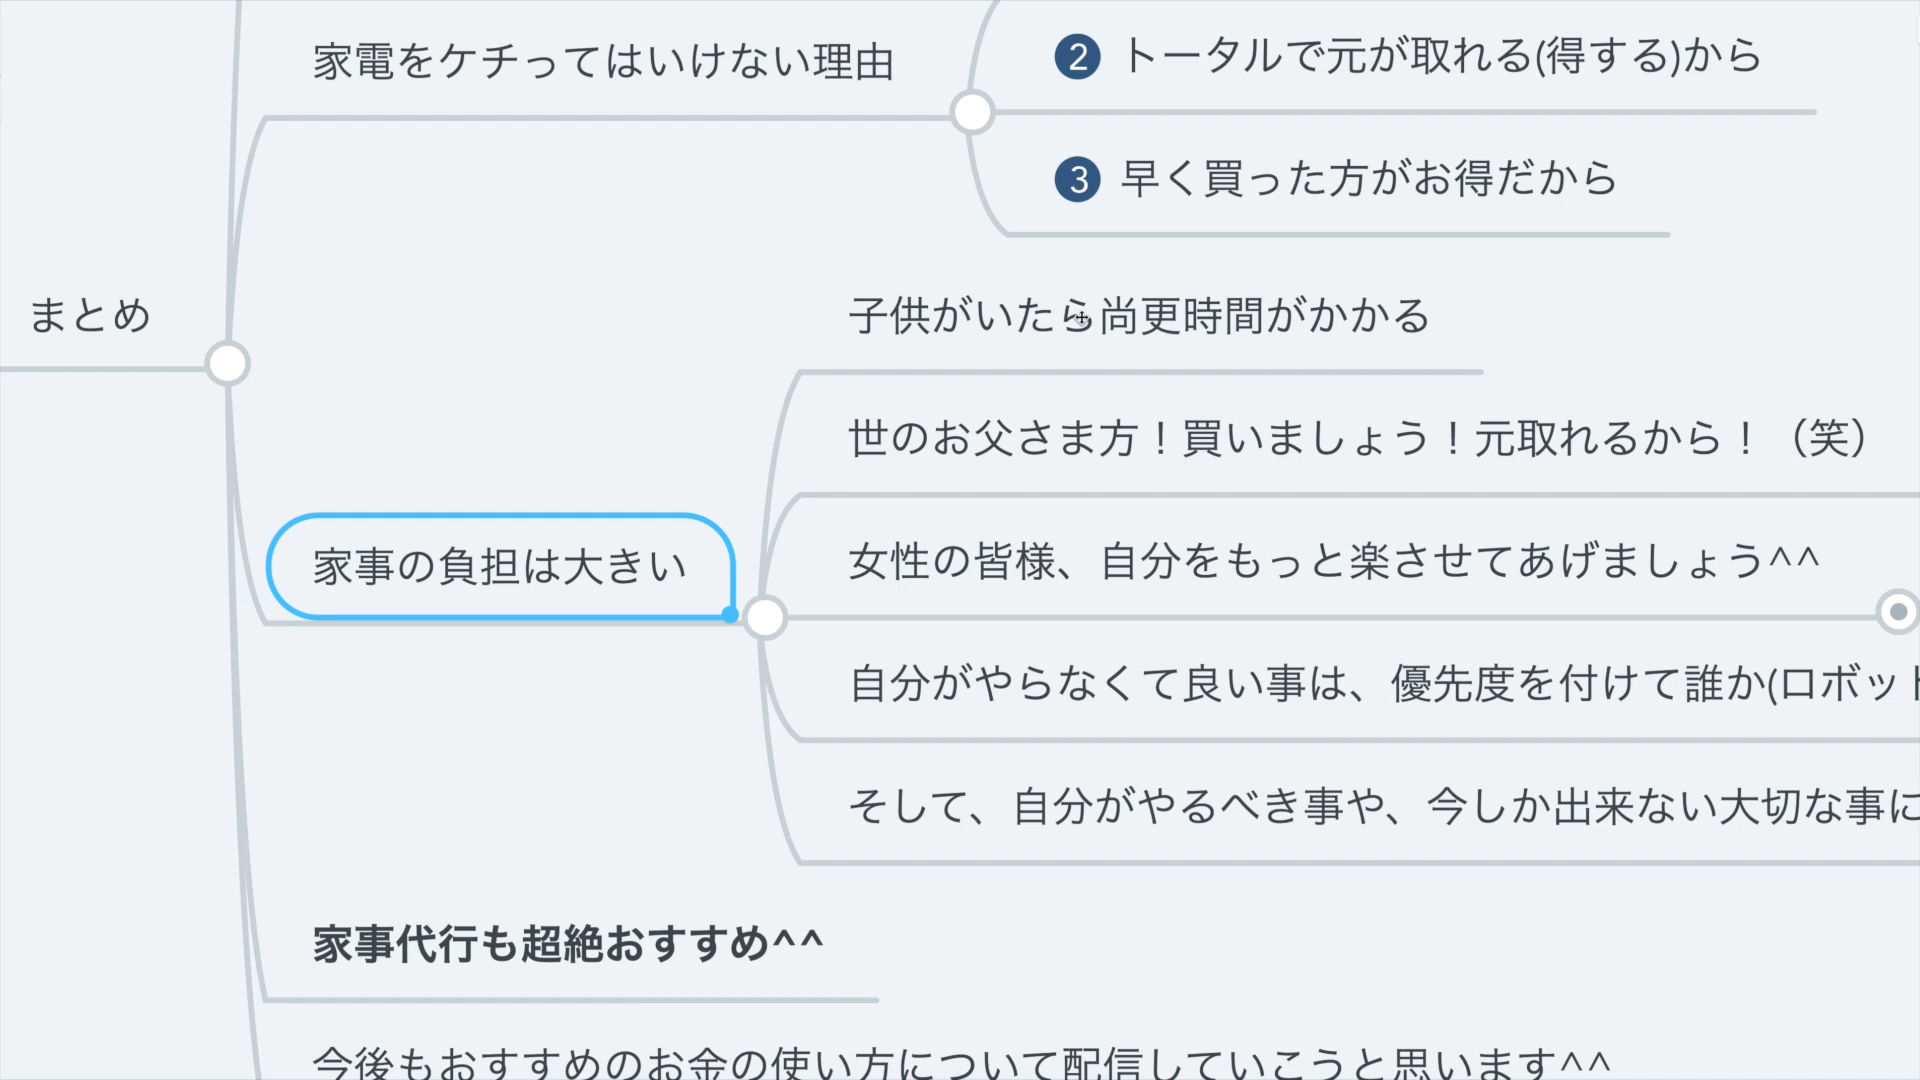 家電をケチってはいけない理由
2 トータルで元が取れる(得する)から
3 早く買った方がお得だから
まとめ
子供がいたら尚更時間がかかる
世のお父さま方！買いましょう！元取れるから！（笑）
家事の負担は大きい
女性の皆様、自分をもっと楽させてあげましょう^^
自分がやらなくて良い事は、優先度を付けて誰か(ロボット
そして、自分がやるべき事や、今しか出来ない大切な事に
家事代行も超絶おすすめ^^
今後もおすすめのお金の使い方について配信していこうと思います^^